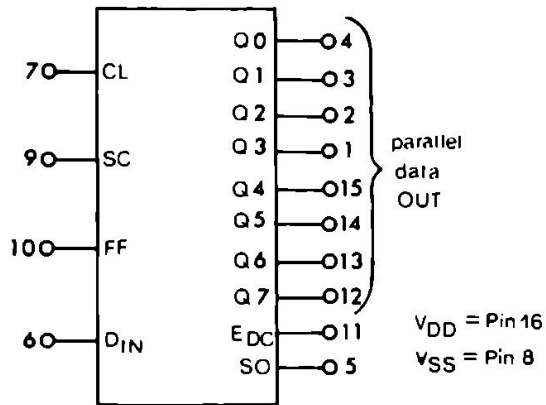 Q0 4
7 CL
Q1 3
Q2 2
9 SC
Q3 1
parallel
data
OUT
Q4 15
Q5 14
10 FF
Q6 13
Q7 12
6 DIN
EDC 11
VDD = Pin 16
SO 5
VSS = Pin 8